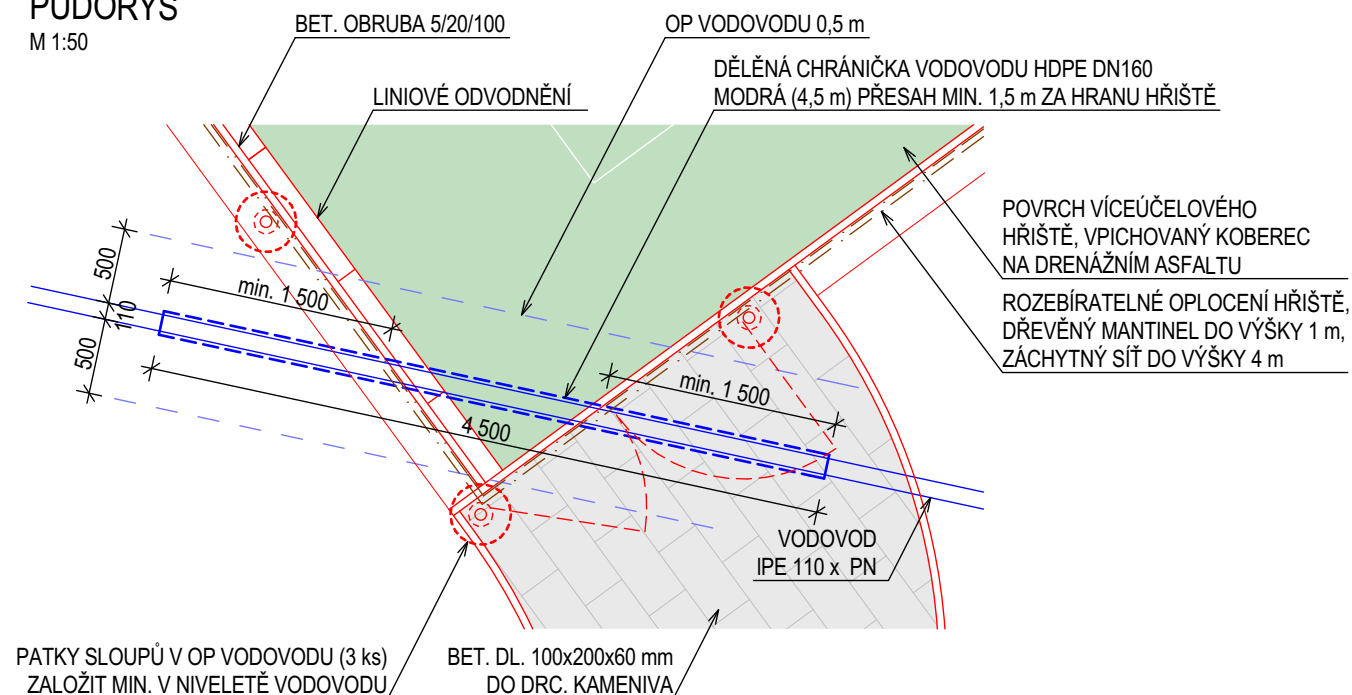 PŮDORYS
M 1:50
BET. OBRUBA 5/20/100
OP VODOVODU 0,5 m
LINIOVÉ ODVODNĚNÍ
DĚLĚNÁ CHRÁNIČKA VODOVODU HDPE DN160
MODRÁ (4,5 m) PŘESAH MIN. 1,5 m ZA HRANU HŘIŠTĚ
POVRCH VÍCEÚČELOVÉHO
HŘIŠTĚ, VPICHOVANÝ KOBEREC
NA DRENÁŽNÍM ASFALTU
ROZEBÍRATELNÉ OPLOCENÍ HŘIŠTĚ,
DŘEVĚNÝ MANTINEL DO VÝŠKY 1 m,
ZÁCHYTNÝ SÍŤ DO VÝŠKY 4 m
500
110
500
min. 1 500
min. 1 500
4 500
VODOVOD
IPE 110 x PN
PATKY SLOUPŮ V OP VODOVODU (3 ks)
ZALOŽIT MIN. V NIVELETĚ VODOVODU
BET. DL. 100x200x60 mm
DO DRC. KAMENIVA